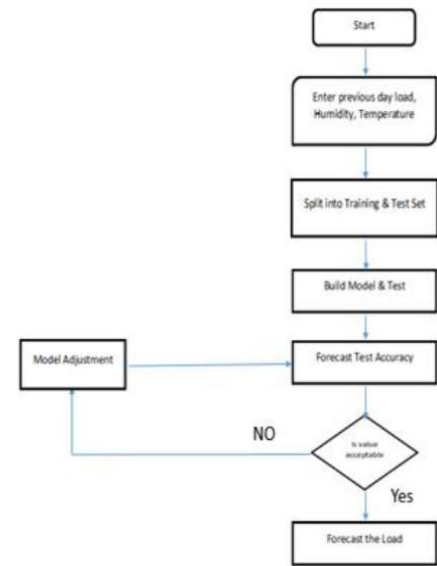 Start
Enter previous day load,
Humidity, Temperature
Split into Training & Test Set
Build Model & Test
Model Adjustment
Forecast Test Accuracy
NO
Is value
acceptable
Yes
Forecast the Load